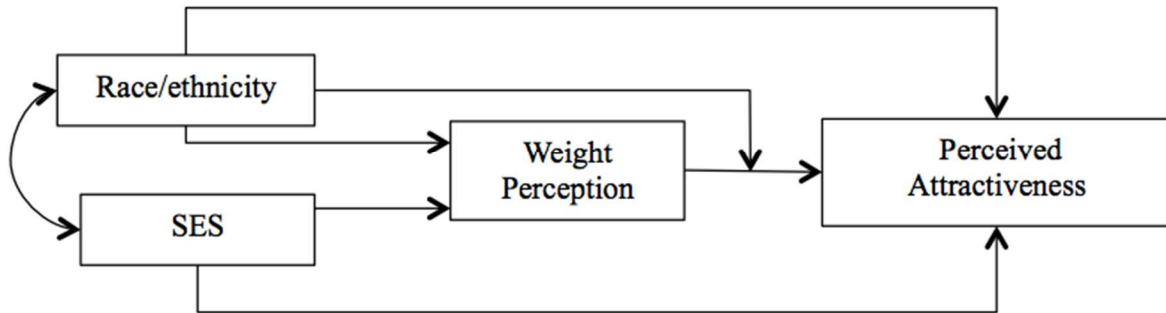 Race/ethnicity
Weight
Perception
Perceived
Attractiveness
SES